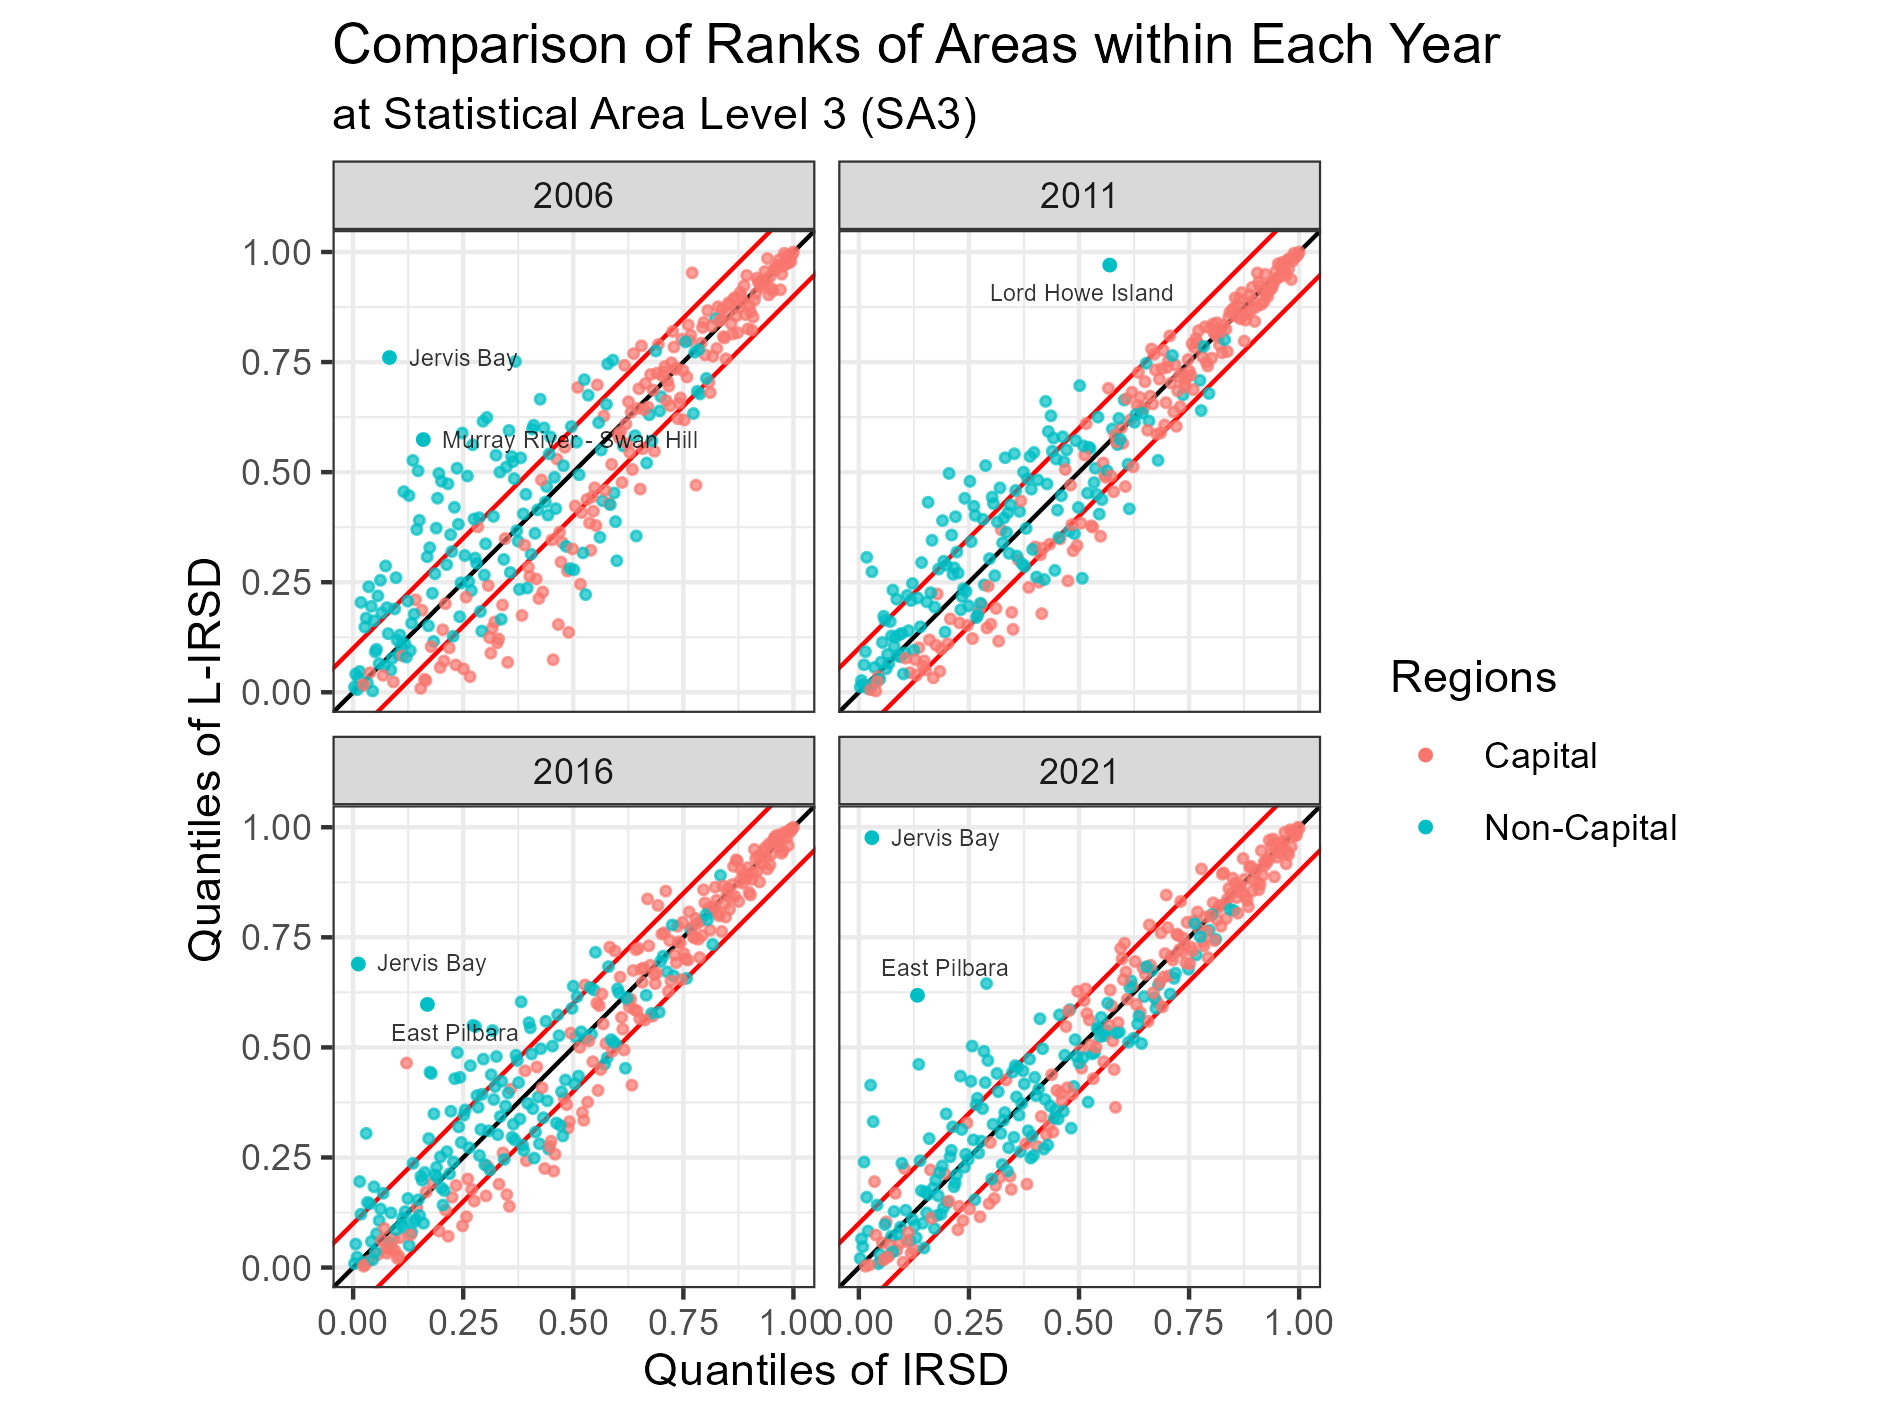 Comparison of Ranks of Areas within Each Year
at Statistical Area Level 3 (SA3)
2006
2011
1.00
0.75
0.50
0.25
0.00
Jervis Bay
Murray River - Swan Hill
Lord Howe Island
Quantiles of L-IRSD
2016
2021
1.00
0.75
0.50
0.25
0.00
Jervis Bay
East Pilbara
Jervis Bay
East Pilbara
0.00 0.25 0.50 0.75 1.00
0.00 0.25 0.50 0.75 1.00
Quantiles of IRSD
Regions
Capital
Non-Capital